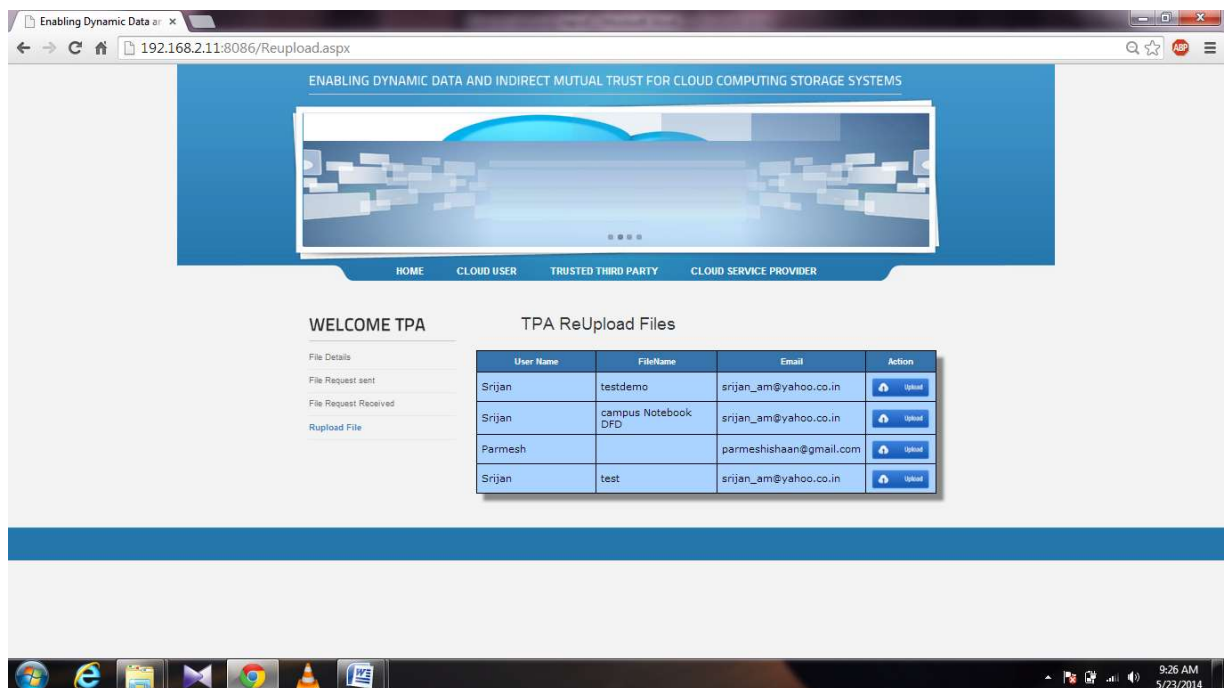 Enabling Dynamic Data ar
192.168.2.11:8086/Reupload.aspx
ABP
ENABLING DYNAMIC DATA AND INDIRECT MUTUAL TRUST FOR CLOUD COMPUTING STORAGE SYSTEMS
HOME CLOUD USER TRUSTED THIRD PARTY CLOUD SERVICE PROVIDER
WELCOME TPA
File Details
File Request sent
File Request Received
Rupload File
TPA ReUpload Files
User Name FileName Email Action
Srijan testdemo srijan_am@yahoo.co.in Upload
Srijan campus Notebook DFD srijan_am@yahoo.co.in Upload
Parmesh parmeshishaan@gmail.com Upload
Srijan test srijan_am@yahoo.co.in Upload
9:26 AM
5/23/2014